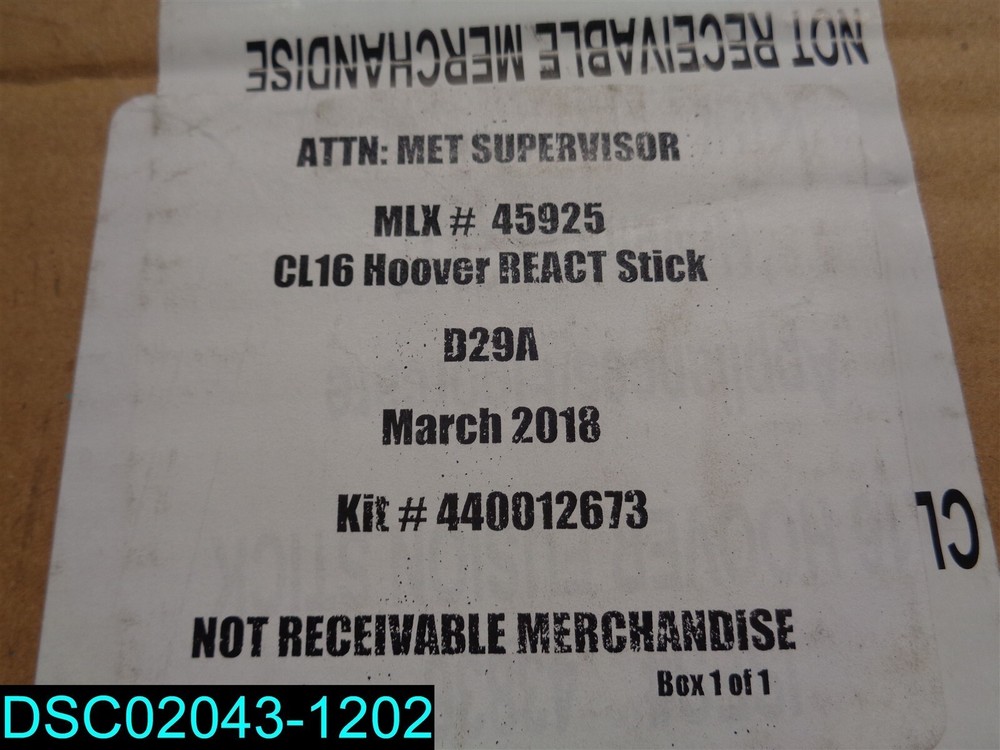 NOT RECEIVABLE MERCHANDISE
ATTN: MET SUPERVISOR
MLX # 45925
CL16 Hoover REACT Stick
D29A
March 2018
Kit # 440012673
CL
NOT RECEIVABLE MERCHANDISE
Box 1 of 1
DSC02043-1202